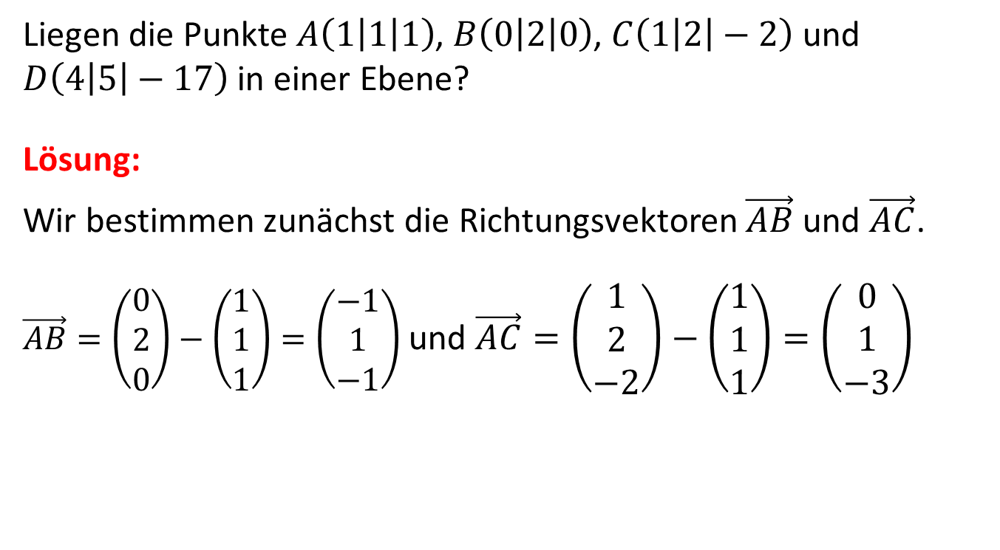 Liegen die Punkte A(1|1|1), B(0|2|0), C(1|2| − 2) und
D(4|5| − 17) in einer Ebene?
Lösung:
Wir bestimmen zunächst die Richtungsvektoren \overrightarrow{AB} und \overrightarrow{AC}.
\overrightarrow{AB} = \begin{pmatrix} 0 \\ 2 \\ 0 \end{pmatrix} − \begin{pmatrix} 1 \\ 1 \\ 1 \end{pmatrix} = \begin{pmatrix} −1 \\ 1 \\ −1 \end{pmatrix} und \overrightarrow{AC} = \begin{pmatrix} 1 \\ 2 \\ −2 \end{pmatrix} − \begin{pmatrix} 1 \\ 1 \\ 1 \end{pmatrix} = \begin{pmatrix} 0 \\ 1 \\ −3 \end{pmatrix}